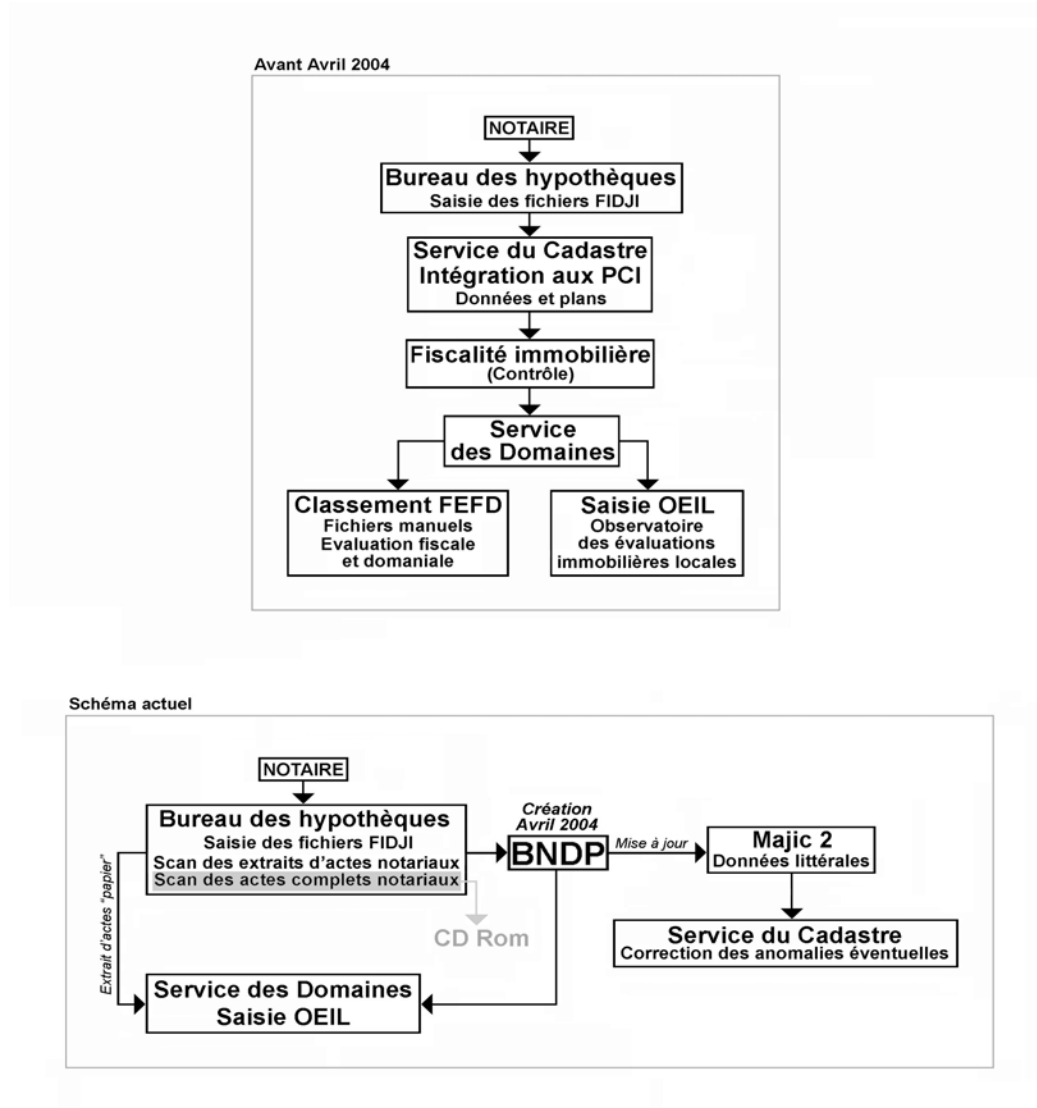 Avant Avril 2004
NOTAIRE
Bureau des hypothèques
Saisie des fichiers FIDJI
Service du Cadastre
Intégration aux PCI
Données et plans
Fiscalité immobilière
(Contrôle)
Service
des Domaines
Classement FEFD
Fichiers manuels
Evaluation fiscale
et domaniale
Saisie OEIL
Observatoire
des évaluations
immobilières locales
Schéma actuel
NOTAIRE
Bureau des hypothèques
Saisie des fichiers FIDJI
Scan des extraits d'actes notariaux
Scan des actes complets notariaux
Extrait d'actes "papier"
CD Rom
Création
Avril 2004
BNDP
Mise à jour
Majic 2
Données littérales
Service du Cadastre
Correction des anomalies éventuelles
Service des Domaines
Saisie OEIL